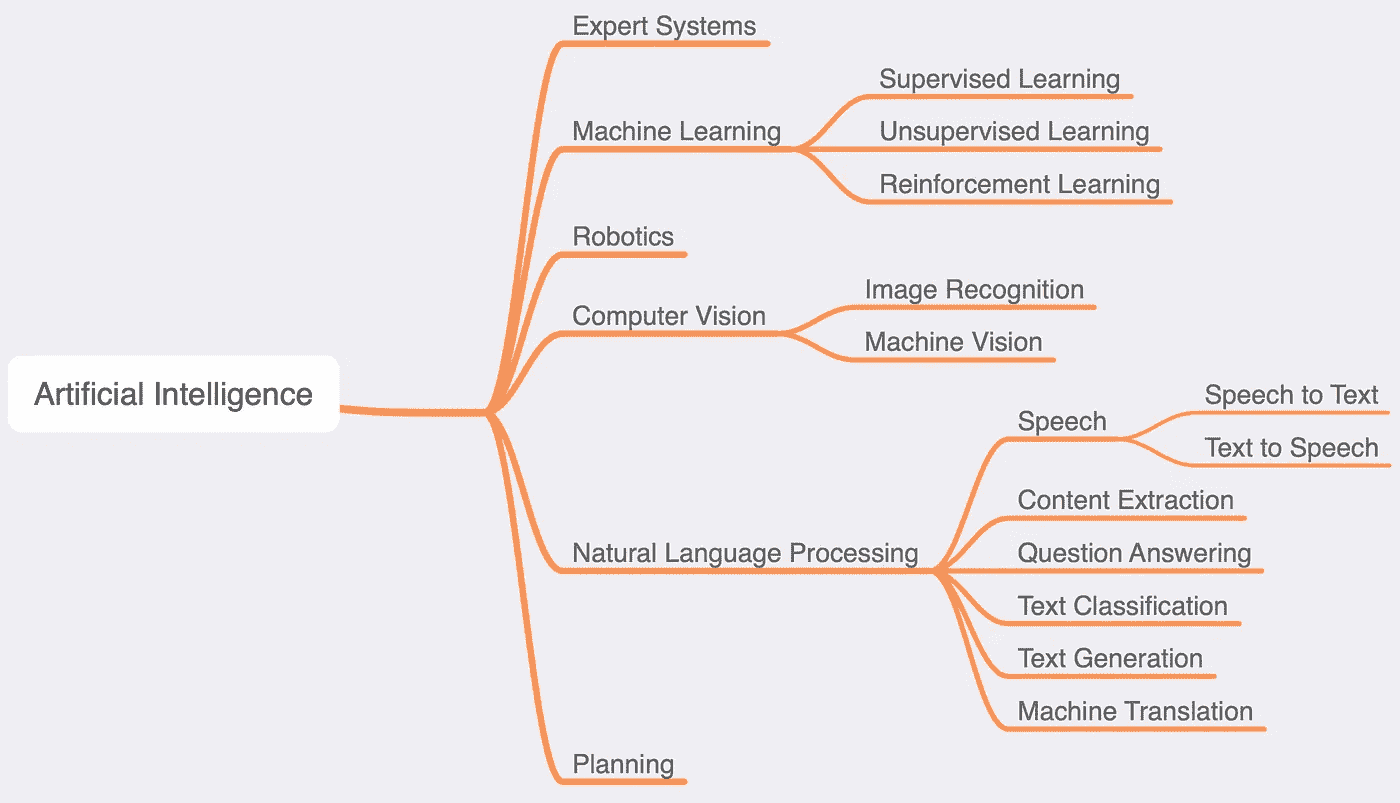 Artificial Intelligence
Expert Systems
Machine Learning
Supervised Learning
Unsupervised Learning
Reinforcement Learning
Robotics
Computer Vision
Image Recognition
Machine Vision
Natural Language Processing
Speech
Speech to Text
Text to Speech
Content Extraction
Question Answering
Text Classification
Text Generation
Machine Translation
Planning